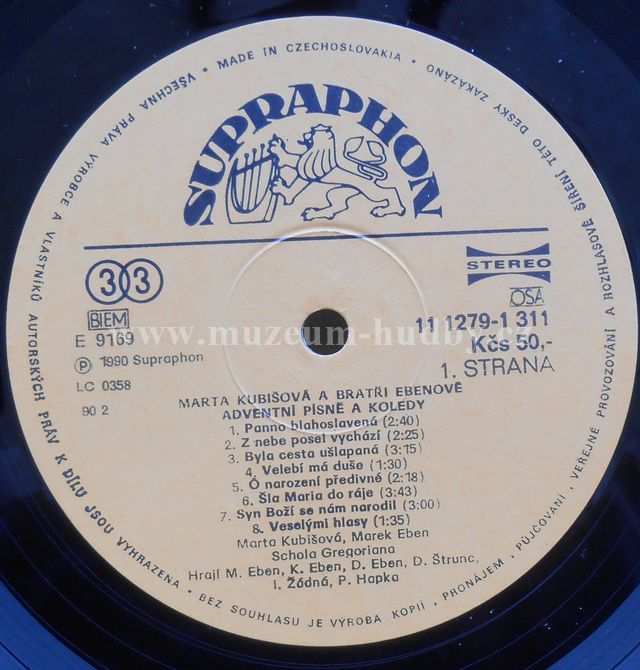 VŠECHNA PRÁVA VÝROBCE A VLASTNÍKŮ AUTORSKÝCH PRÁV K DÍLU JSOU VYHRAZENA • BEZ SOUHLASU JE VÝROBA KOPIÍ, PRONÁJEM, PŮJČOVÁNÍ, VEŘEJNÉ PROVOZOVÁNÍ A ROZHLASOVÉ ŠÍŘENÍ TÉTO DESKY ZAKÁZÁNO • MADE IN CZECHOSLOVAKIA •
SUPRAPHON
33
STEREO
BIEM
OSA
E 9169
11 1279-1 311
Kčs 50,-
Ⓟ 1990 Supraphon
1. STRANA
LC 0358
90 2
www.muzeum-hudby.cz
MARTA KUBIŠOVÁ A BRATŘI EBENOVÉ
ADVENTNÍ PÍSNĚ A KOLEDY
1. Panno blahoslavená (2:40)
2. Z nebe posel vychází (2:25)
3. Byla cesta ušlapaná (3:15)
4. Velebí má duše (1:30)
5. Ó narození předivné (2:18)
6. Šla Maria do ráje (3:43)
7. Syn Boží se nám narodil (3:00)
8. Veselými hlasy (1:35)
Marta Kubišová, Marek Eben
Schola Gregoriana
Hrají M. Eben, K. Eben, D. Eben, D. Štrunc,
I. Žádná, P. Hapka